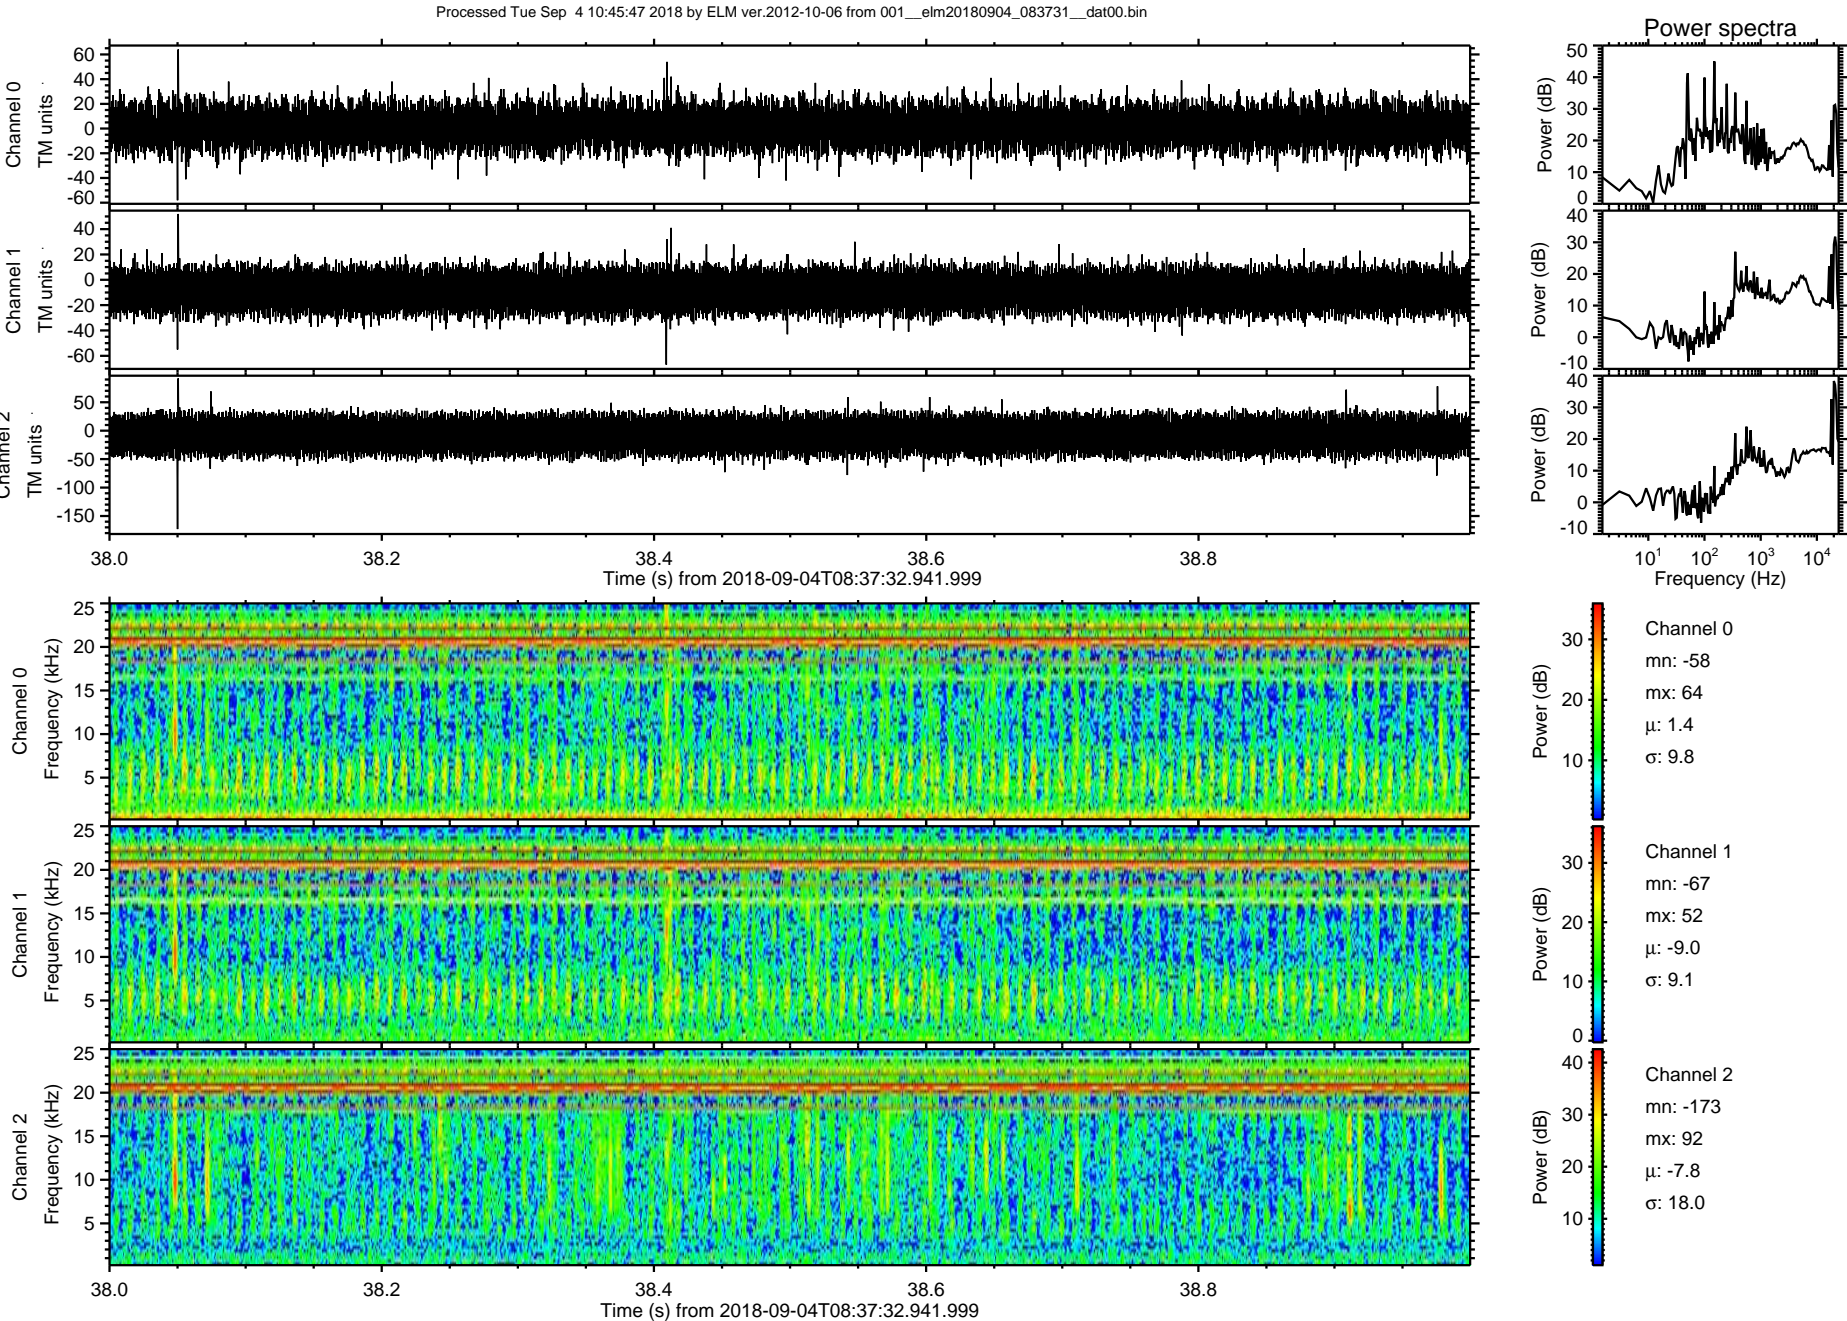 Processed Tue Sep 4 10:45:47 2018 by ELM ver.2012-10-06 from 001__elm20180904_083731__dat00.bin
Power spectra
Channel 0
TM units
60
40
20
0
-20
-40
-60
Power (dB)
50
40
30
20
10
0
Channel 1
TM units
40
20
0
-20
-40
-60
Power (dB)
40
30
20
10
0
-10
Channel 2
TM units
50
0
-50
-100
-150
Power (dB)
40
30
20
10
0
-10
38.0 38.2 38.4 38.6 38.8
Time (s) from 2018-09-04T08:37:32.941.999
10¹ 10² 10³ 10⁴
Frequency (Hz)
Channel 0
Frequency (kHz)
25
20
15
10
5
Power (dB)
30
20
10
Channel 0
mn: -58
mx: 64
μ: 1.4
σ: 9.8
Channel 1
Frequency (kHz)
25
20
15
10
5
Power (dB)
30
20
10
0
Channel 1
mn: -67
mx: 52
μ: -9.0
σ: 9.1
Channel 2
Frequency (kHz)
25
20
15
10
5
Power (dB)
40
30
20
10
Channel 2
mn: -173
mx: 92
μ: -7.8
σ: 18.0
38.0 38.2 38.4 38.6 38.8
Time (s) from 2018-09-04T08:37:32.941.999